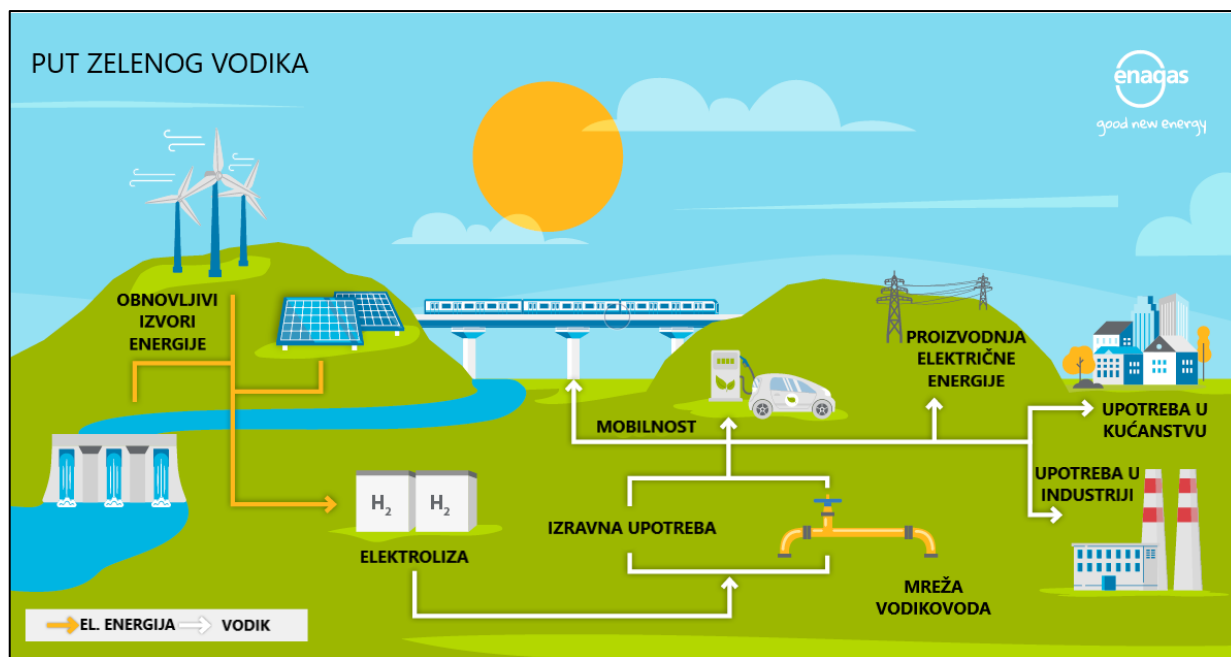 PUT ZELENOG VODIKA
enagas
good new energy
OBNOVLJIVI
IZVORI
ENERGIJE
PROIZVODNJA
ELEKTRIČNE
ENERGIJE
MOBILNOST
UPOTREBA U
KUĆANSTVU
UPOTREBA U
INDUSTRIJI
H2 H2
ELEKTROLIZA
IZRAVNA UPOTREBA
MREŽA
VODIKOVODA
EL. ENERGIJA VODIK